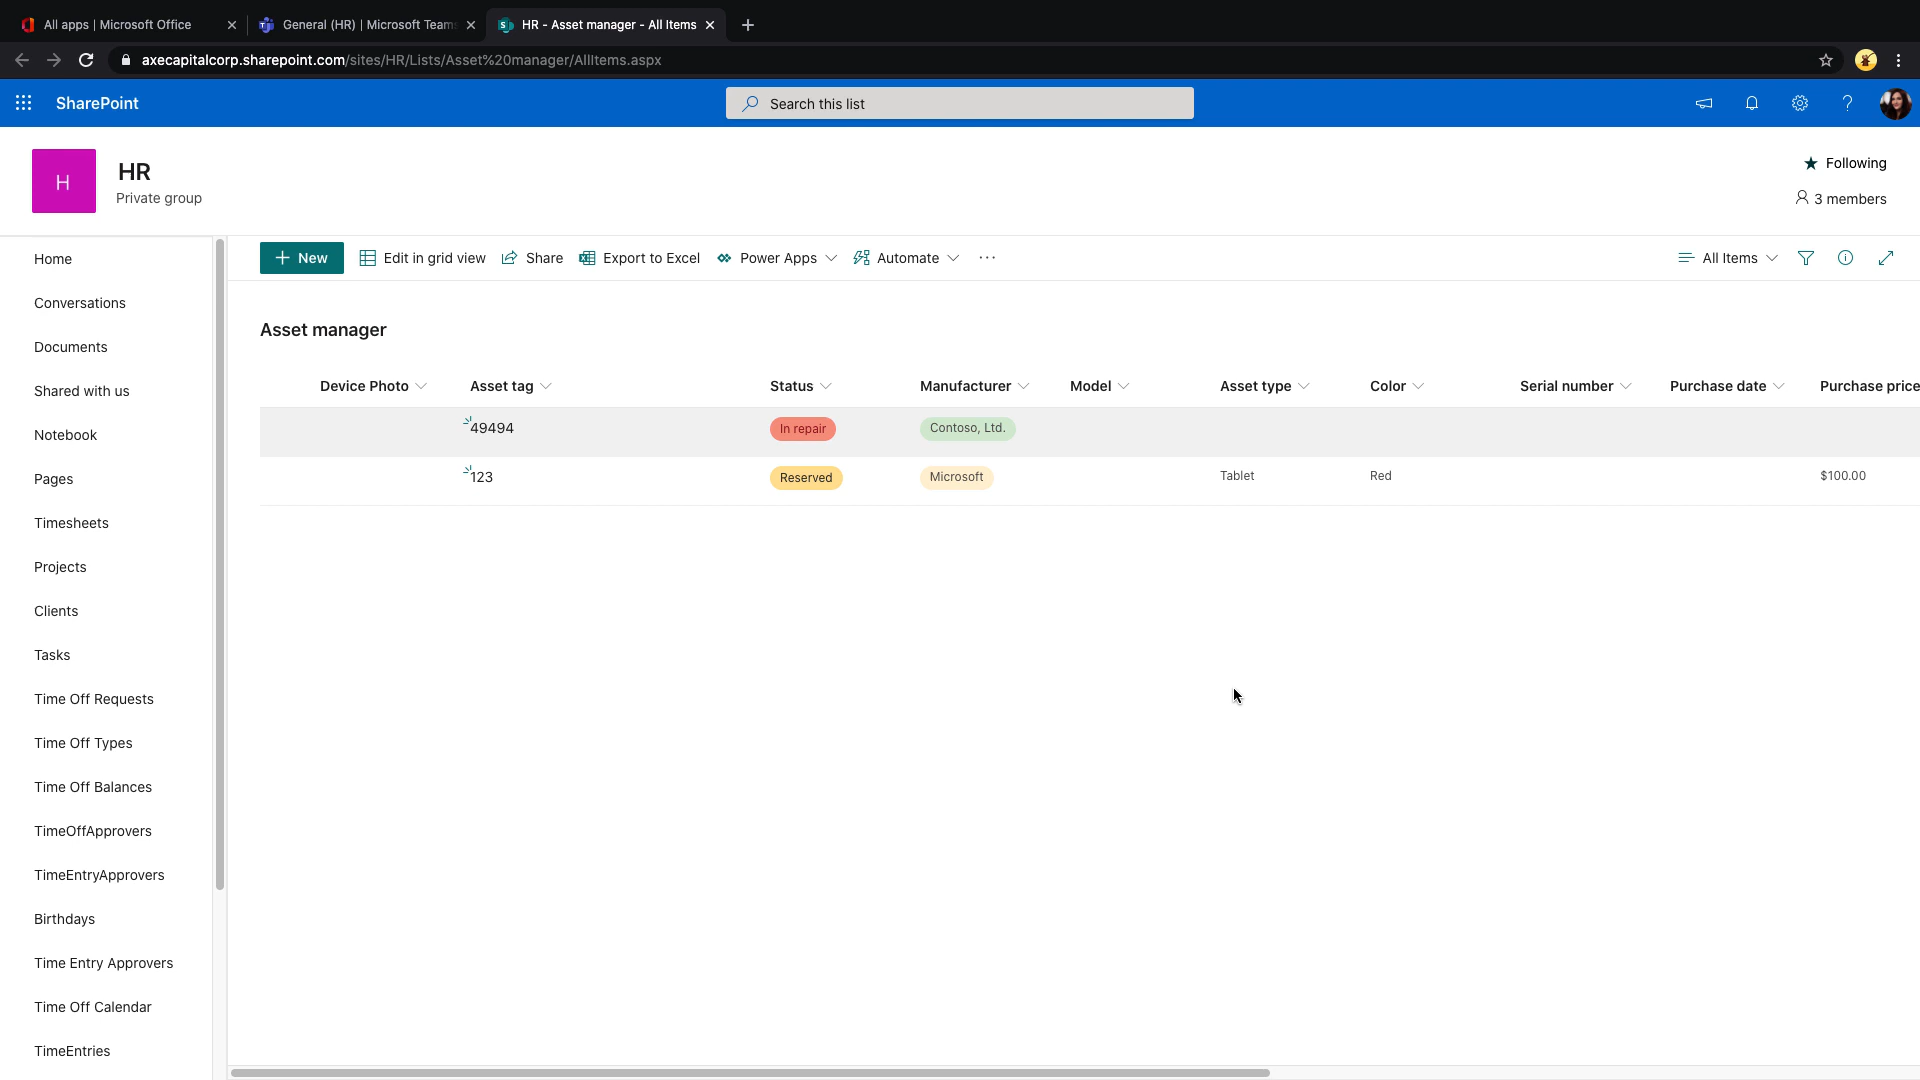 All apps | Microsoft Office
General (HR) | Microsoft Teams
HR - Asset manager - All Items
axecapitalcorp.sharepoint.com/sites/HR/Lists/Asset%20manager/AllItems.aspx
SharePoint
Search this list
H
HR
Private group
Following
3 members
Home
Conversations
Documents
Shared with us
Notebook
Pages
Timesheets
Projects
Clients
Tasks
Time Off Requests
Time Off Types
Time Off Balances
TimeOffApprovers
TimeEntryApprovers
Birthdays
Time Entry Approvers
Time Off Calendar
TimeEntries
New Edit in grid view Share Export to Excel Power Apps Automate ··· All Items
Asset manager
Device Photo Asset tag Status Manufacturer Model Asset type Color Serial number Purchase date Purchase price
49494 In repair Contoso, Ltd.
123 Reserved Microsoft Tablet Red $100.00